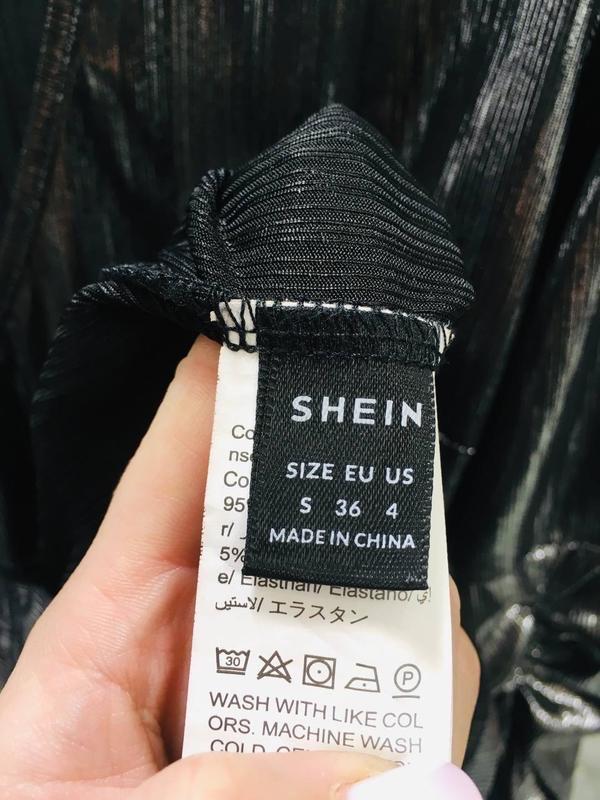 SHEIN
SIZE EU US
S 36 4
MADE IN CHINA
Co
nse
Co
95
r/
5%
e/ Elasthan/ Elastano/
الاستين/ エラスタン
30
P
WASH WITH LIKE COL
ORS. MACHINE WASH
COLD.